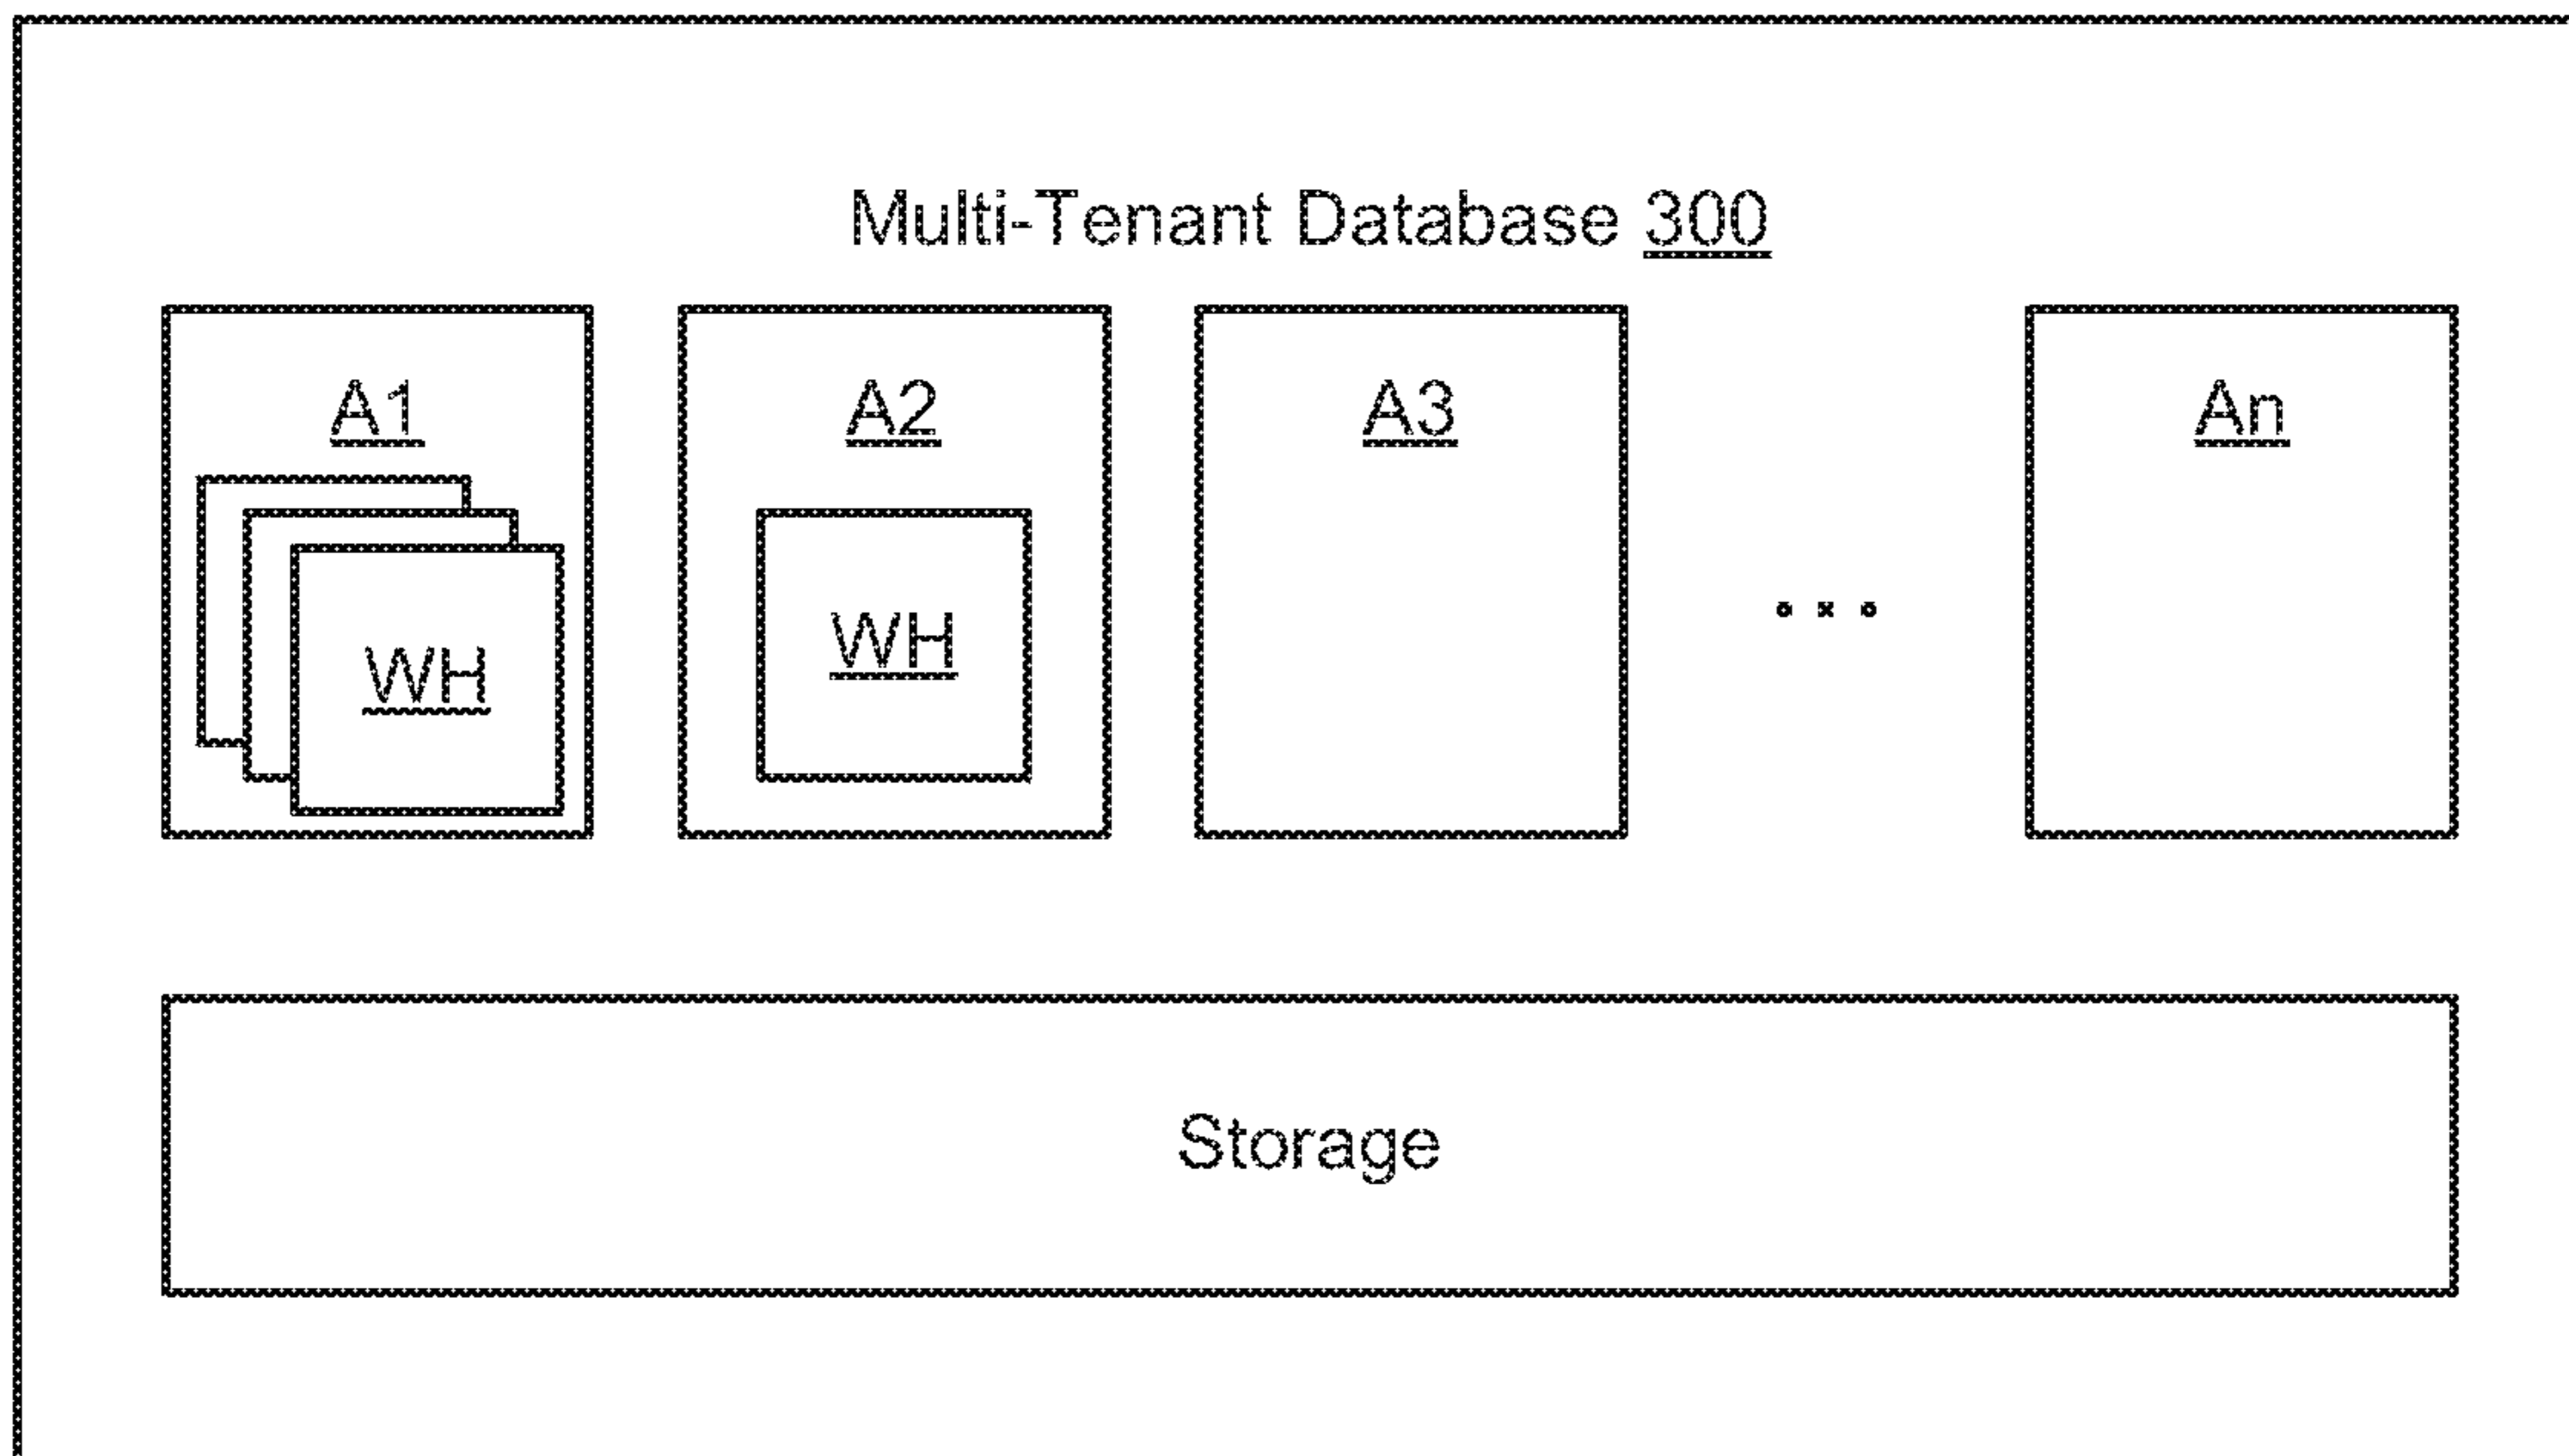 Multi-Tenant Database 300
A1
A2
A3
An
WH
WH
...
Storage